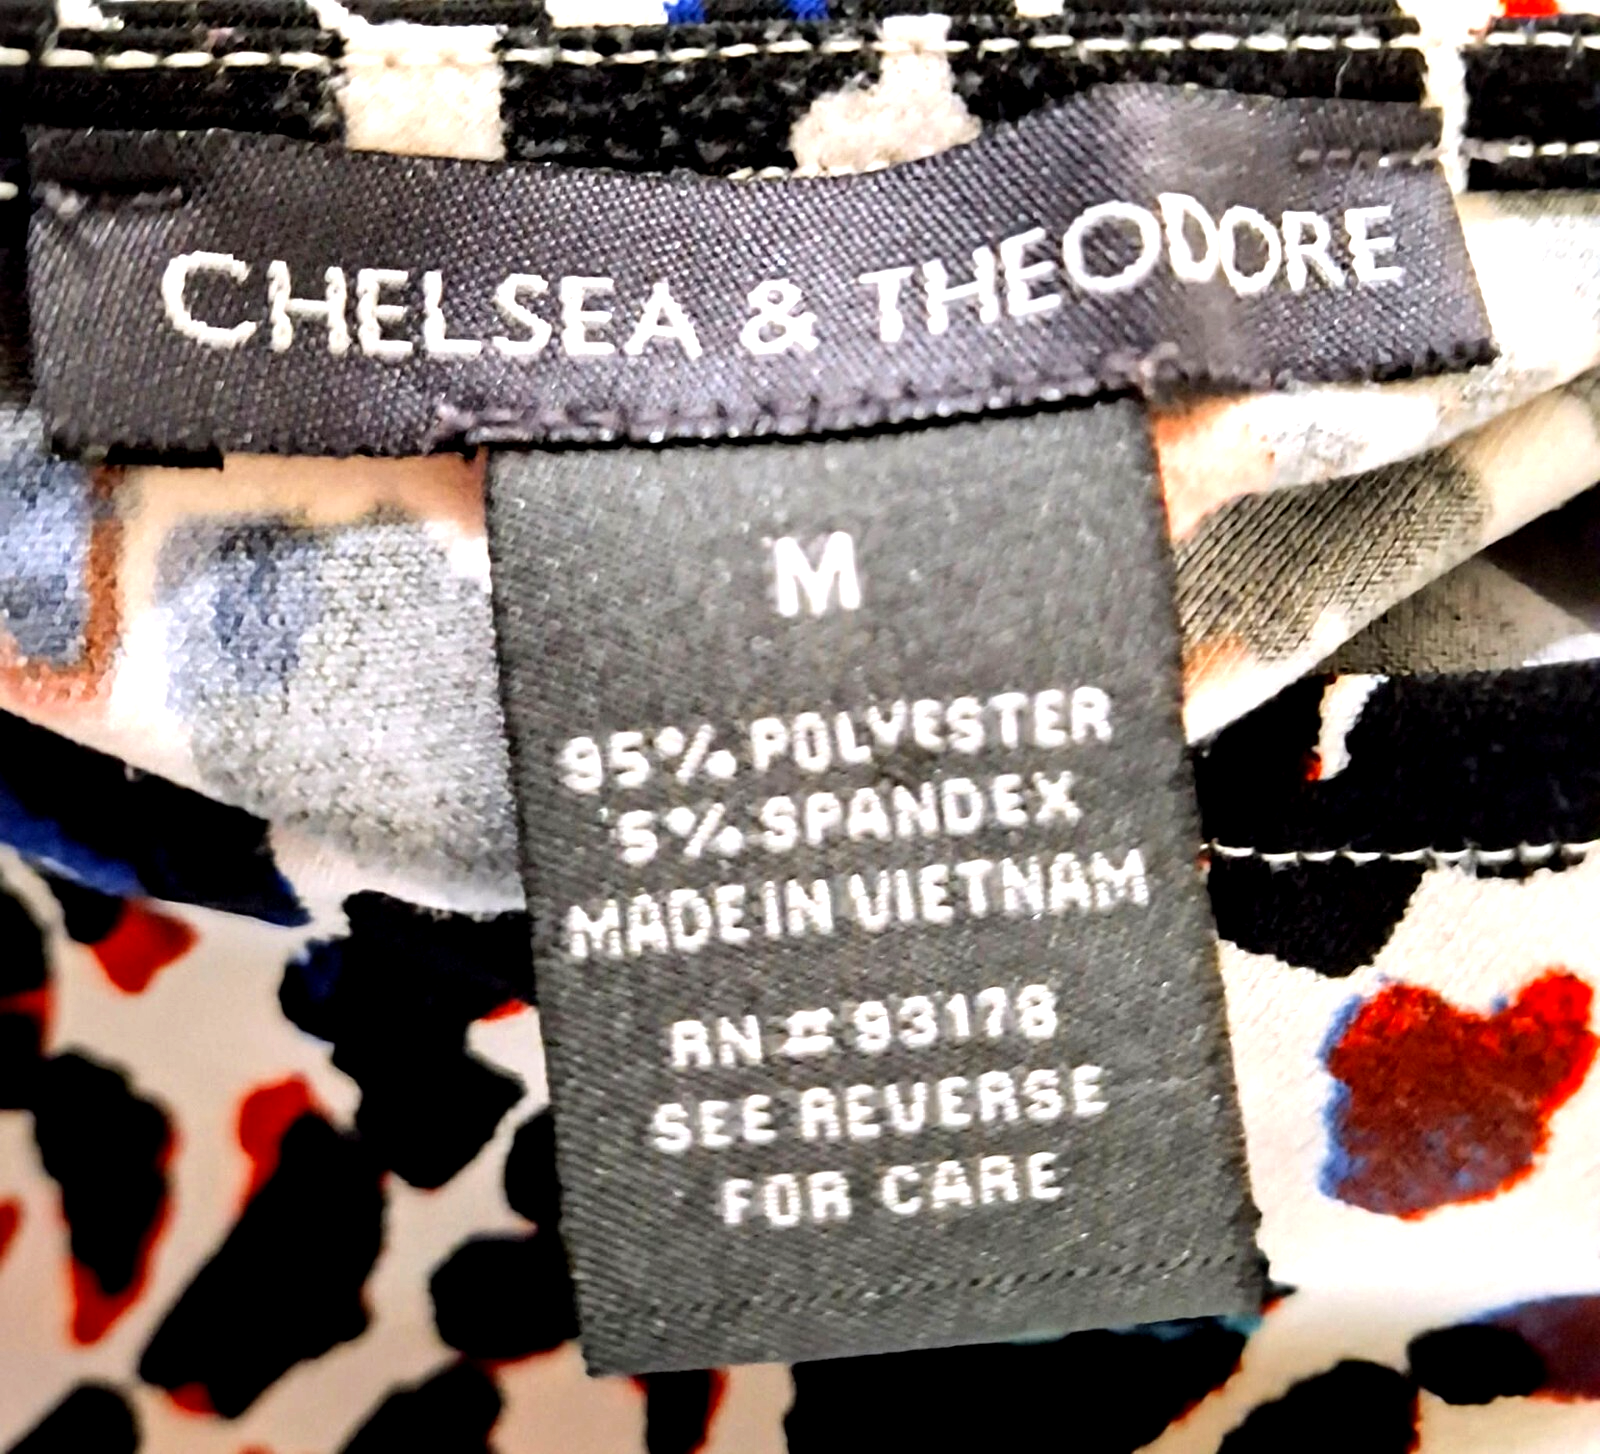 CHELSEA & THEODORE
M
95% POLYESTER
5% SPANDEX
MADE IN VIETNAM
RN # 93178
SEE REVERSE
FOR CARE